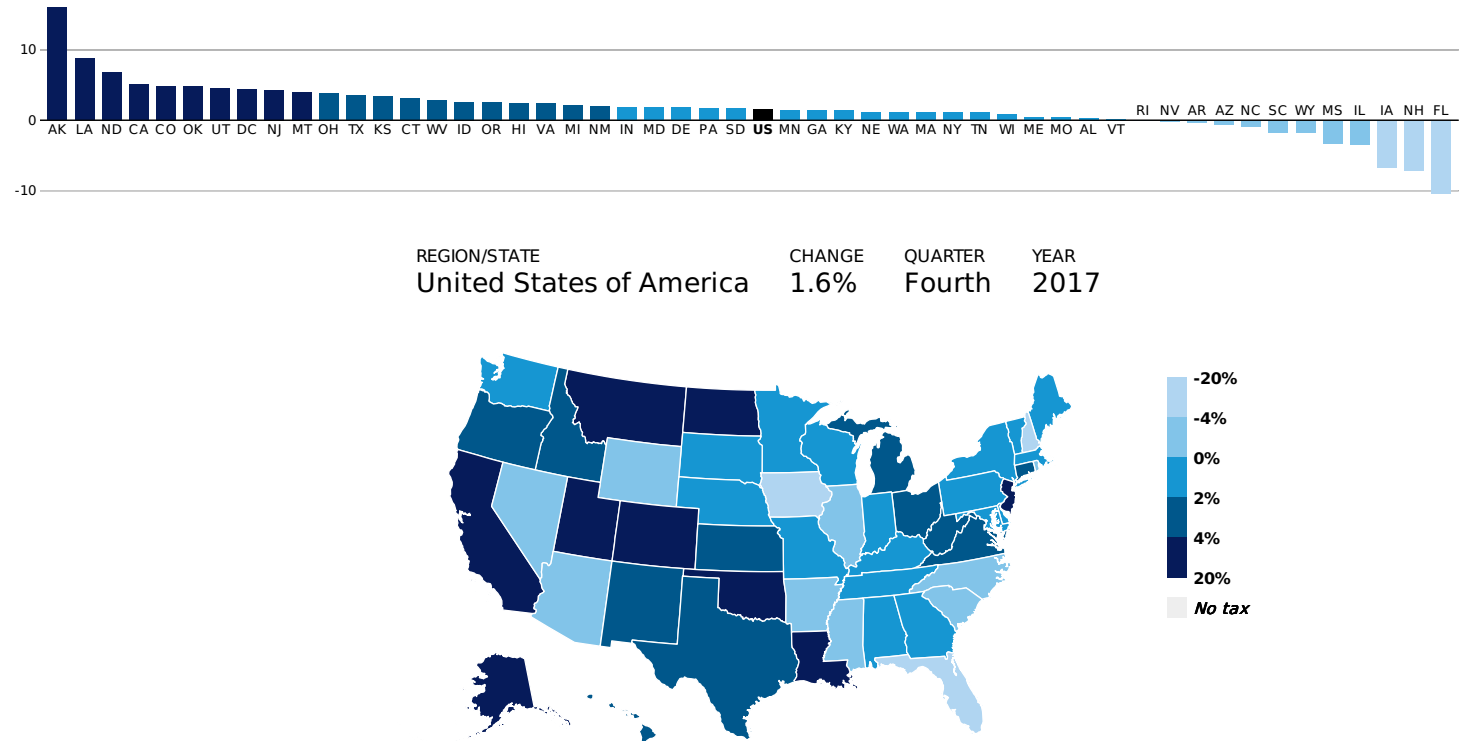 10
0
-10
AK LA ND CA CO OK UT DC NJ MT OH TX KS CT WV ID OR HI VA MI NM IN MD DE PA SD US MN GA KY NE WA MA NY TN WI ME MO AL VT RI NV AR AZ NC SC WY MS IL IA NH FL
REGION/STATE CHANGE QUARTER YEAR
United States of America 1.6% Fourth 2017
-20%
-4%
0%
2%
4%
20%
No tax